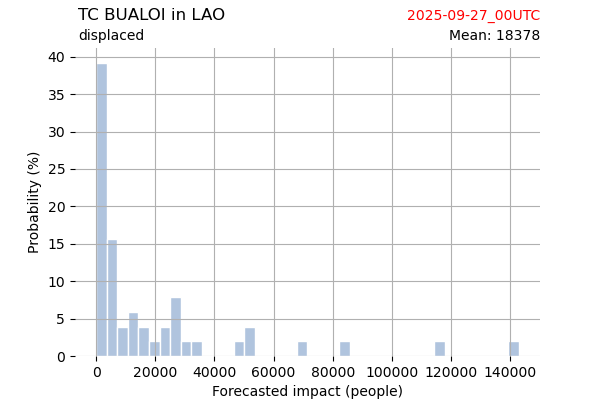 TC BUALOI in LAO
2025-09-27_00UTC
displaced
Mean: 18378
40
35
30
25
20
15
10
5
0
Probability (%)
0 20000 40000 60000 80000 100000 120000 140000
Forecasted impact (people)